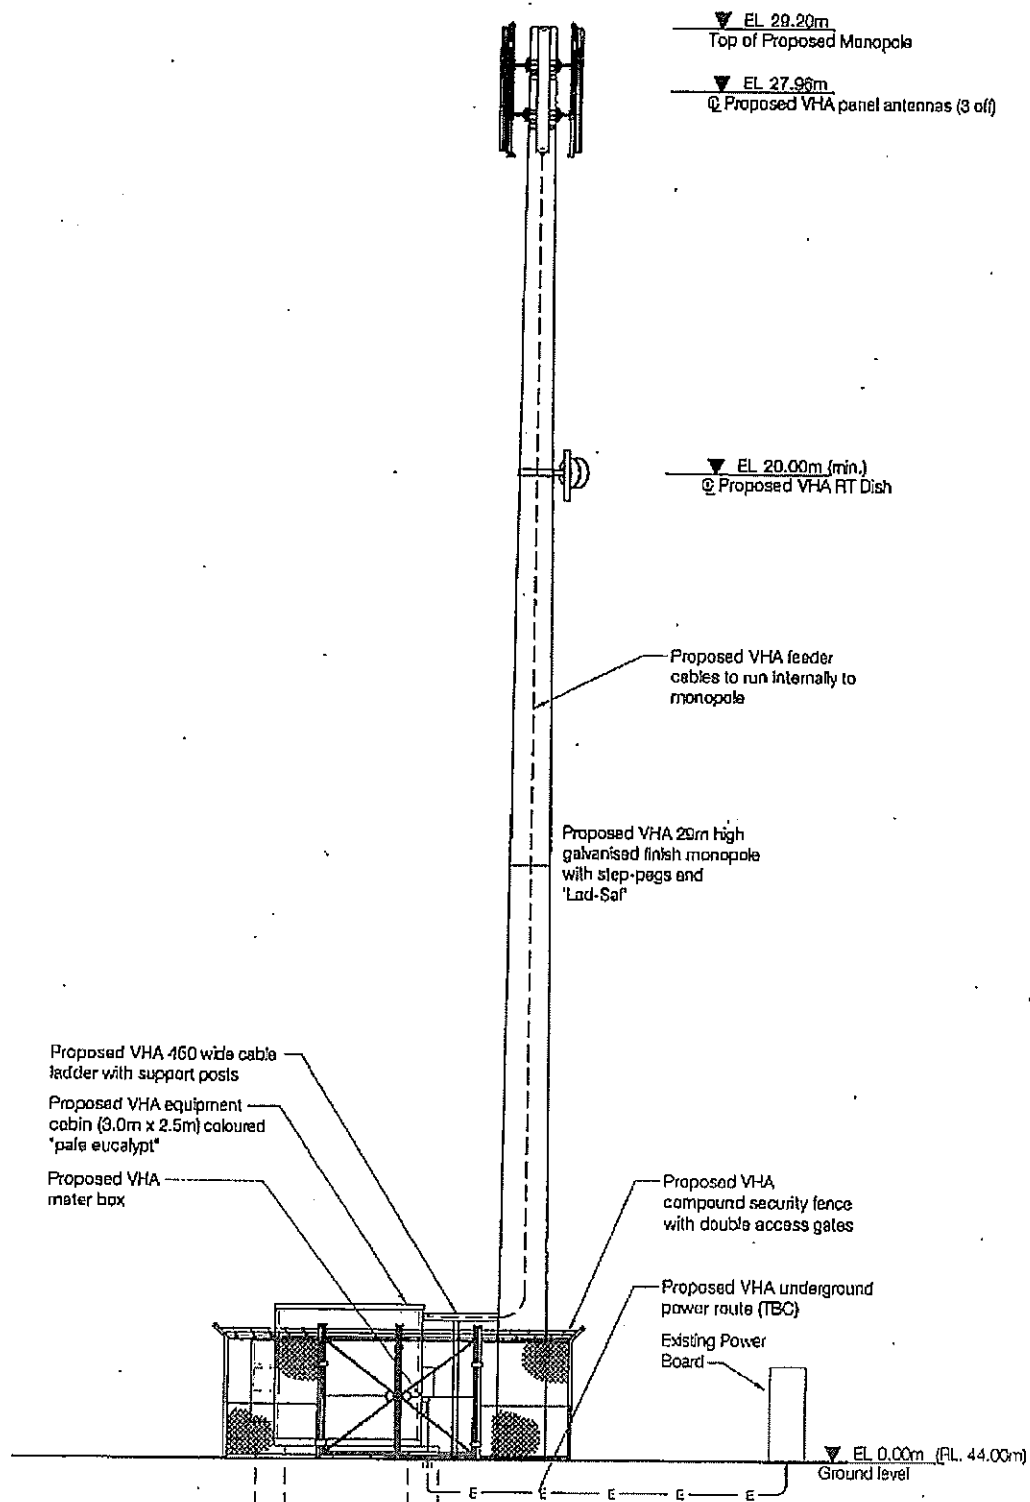 EL 29.20m
Top of Proposed Monopole
EL 27.96m
℄ Proposed VHA panel antennas (3 off)
EL 20.00m (min.)
℄ Proposed VHA RT Dish
Proposed VHA feeder
cables to run internally to
monopole
Proposed VHA 29m high
galvanised finish monopole
with step-pegs and
'Lad-Saf'
Proposed VHA 460 wide cable
ladder with support posts
Proposed VHA equipment
cabin (3.0m x 2.5m) coloured
"pale eucalypt"
Proposed VHA
meter box
Proposed VHA
compound security fence
with double access gates
Proposed VHA underground
power route (TBC)
Existing Power
Board
EL 0.00m (RL. 44.00m)
Ground level
E E E E E